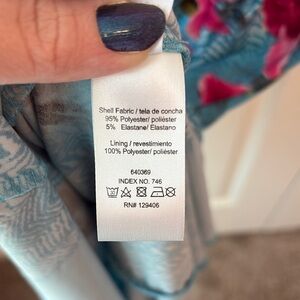 Shell Fabric / tela de concha
95% Polyester/ poliéster
5% Elastane/ Elastano
Lining / revestimiento
100% Polyester/ poliéster
640369
INDEX NO. 746
RN# 129406